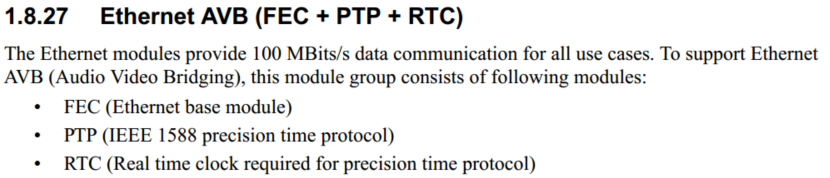 1.8.27 Ethernet AVB (FEC + PTP + RTC)
The Ethernet modules provide 100 MBits/s data communication for all use cases. To support Ethernet
AVB (Audio Video Bridging), this module group consists of following modules:
• FEC (Ethernet base module)
• PTP (IEEE 1588 precision time protocol)
• RTC (Real time clock required for precision time protocol)